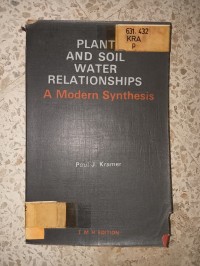 PLANT
AND SOIL
WATER
RELATIONSHIPS
A Modern Synthesis
Paul J. Kramer
631.432
KRA
P
EDITION